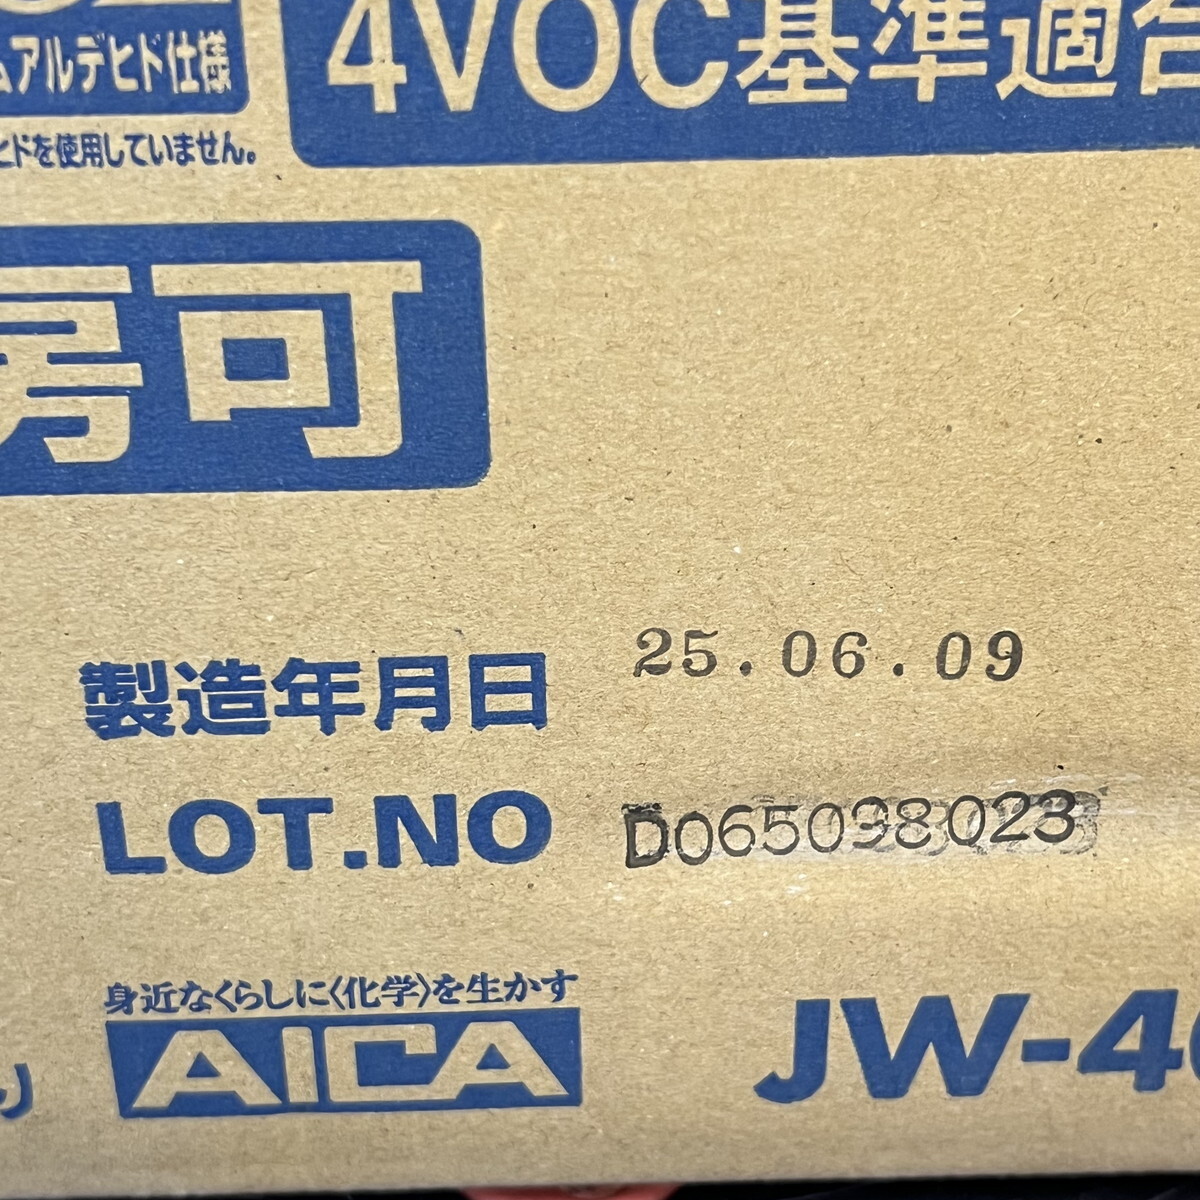 ムアルデヒド仕様
4VOC基準適合
ヒドを使用していません。
房可
製造年月日 25.06.09
LOT.NO D065098023
身近なくらしに〈化学〉を生かす
AICA
JW-4